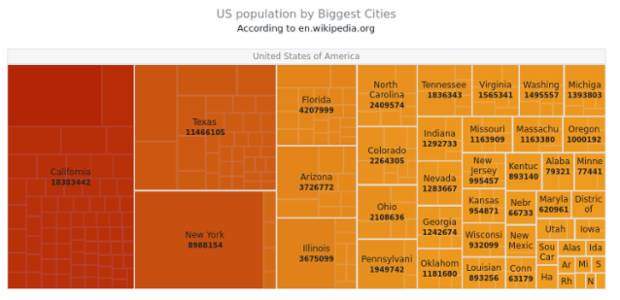 US population by Biggest Cities
According to en.wikipedia.org
United States of America
California
18383442
Texas
11466105
New York
8988154
Florida
4207999
Arizona
3726772
Illinois
3675099
North
Carolina
2409574
Colorado
2264305
Ohio
2108636
Pennsylvani
1949742
Tennessee
1836343
Indiana
1292733
Nevada
1283667
Georgia
1242674
Oklahom
1181680
Virginia
1565341
Washing
1495557
Michiga
1393803
Missouri
1163909
Massachu
1163380
Oregon
1000192
New
Jersey
995457
Kentuc
893140
Alaba
79321
Minne
77441
Kansas
954871
Nebr
66733
Maryla
620961
Distric
of
Wisconsi
932099
New
Mexic
Utah
Iowa
Louisian
893256
Conn
63179
Sou
Car
Alas
Ida
Ha
Ar
Mi
S
Rh
N